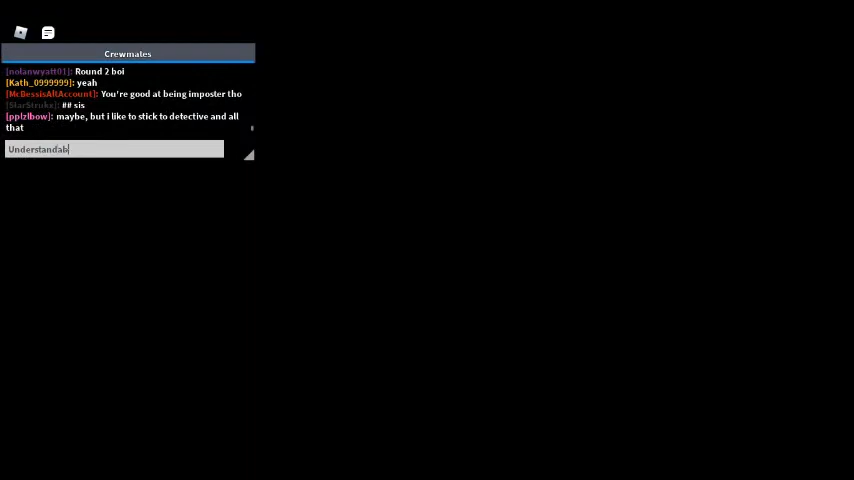 Crewmates
[nolanwyatt01]: Round 2 boi
[Kath_0999999]: yeah
[McBessisAltAccount]: You're good at being imposter tho
[StarStruke]: ## sis
[pplzlbow]: maybe, but i like to stick to detective and all
that
Understandab